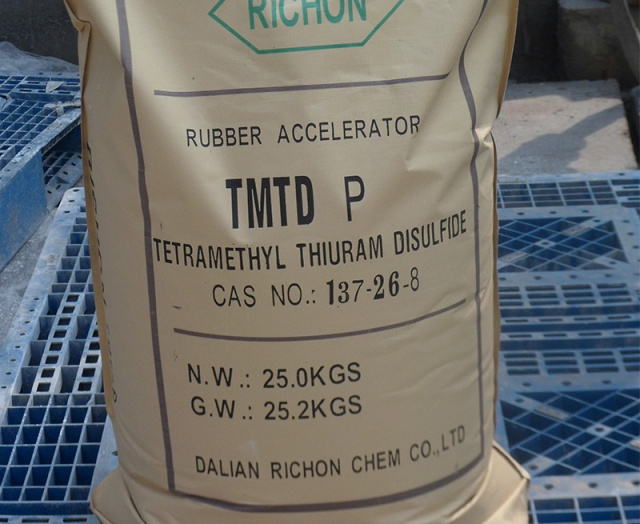 RICHON
RUBBER ACCELERATOR
TMTD P
TETRAMETHYL THIURAM DISULFIDE
CAS NO.: 137-26-8
N.W.: 25.0KGS
G.W.: 25.2KGS
DALIAN RICHON CHEM CO.,LTD